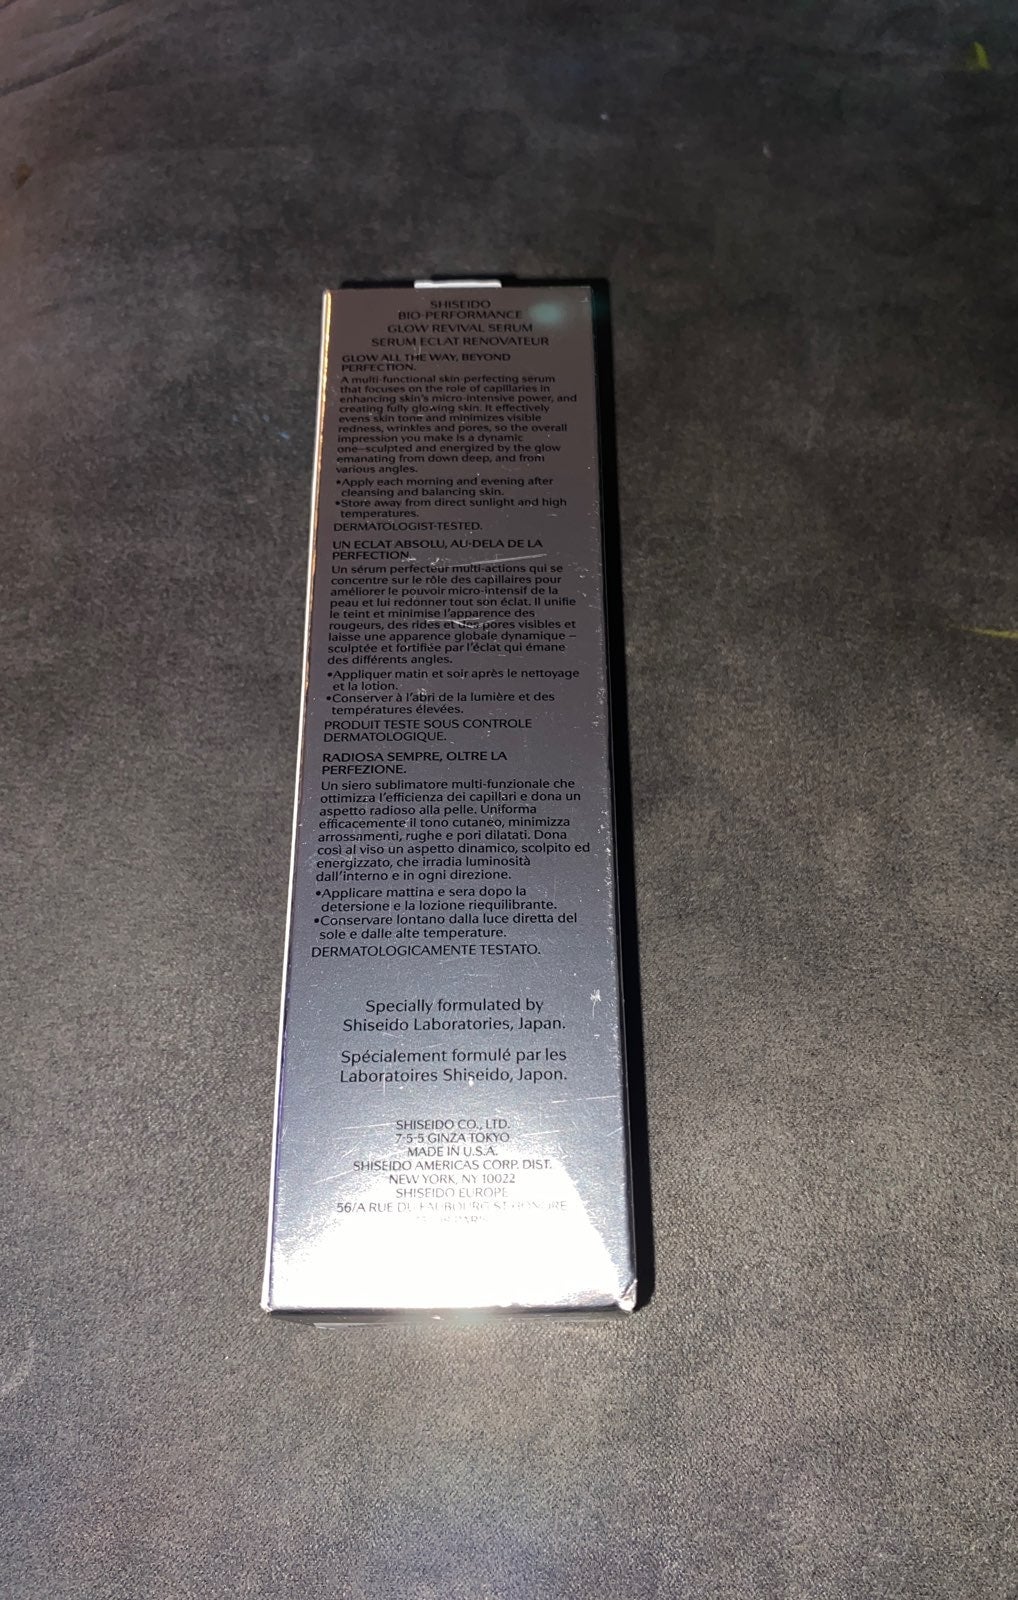 SHISEIDO
BIO-PERFORMANCE
GLOW REVIVAL SERUM
SERUM ECLAT RENOVATEUR
GLOW ALL THE WAY, BEYOND
PERFECTION.
A multi-functional skin-perfecting serum
that focuses on the role of capillaries in
enhancing skin's micro-intensive power, and
creating fully glowing skin. It effectively
evens skin tone and minimizes visible
redness, wrinkles and pores, so the overall
impression you make is a dynamic
one—sculpted and energized by the glow
emanating from down deep, and from
various angles.
•Apply each morning and evening after
cleansing and balancing skin.
•Store away from direct sunlight and high
temperatures.
DERMATOLOGIST-TESTED.
UN ECLAT ABSOLU, AU-DELA DE LA
PERFECTION.
Un sérum perfecteur multi-actions qui se
concentre sur le rôle des capillaires pour
améliorer le pouvoir micro-intensif de la
peau et lui redonner tout son éclat. Il unifie
le teint et minimise l'apparence des
rougeurs, des rides et des pores visibles et
laisse une apparence globale dynamique –
sculptée et fortifiée par l'éclat qui émane
des différents angles.
•Appliquer matin et soir après le nettoyage
et la lotion.
•Conserver à l'abri de la lumière et des
températures élevées.
PRODUIT TESTE SOUS CONTROLE
DERMATOLOGIQUE.
RADIOSA SEMPRE, OLTRE LA
PERFEZIONE.
Un siero sublimatore multi-funzionale che
ottimizza l'efficienza dei capillari e dona un
aspetto radioso alla pelle. Uniforma
efficacemente il tono cutaneo, minimizza
arrossamenti, rughe e pori dilatati. Dona
così al viso un aspetto dinamico, scolpito ed
energizzato, che irradia luminosità
dall'interno e in ogni direzione.
•Applicare mattina e sera dopo la
detersione e la lozione riequilibrante.
•Conservare lontano dalla luce diretta del
sole e dalle alte temperature.
DERMATOLOGICAMENTE TESTATO.
Specially formulated by
Shiseido Laboratories, Japan.
Spécialement formulé par les
Laboratoires Shiseido, Japon.
SHISEIDO CO., LTD.
7-5-5 GINZA TOKYO
MADE IN U.S.A.
SHISEIDO AMERICAS CORP. DIST.
NEW YORK, NY 10022
SHISEIDO EUROPE
56/A RUE DU FAUBOURG ST-HONORE
PARIS